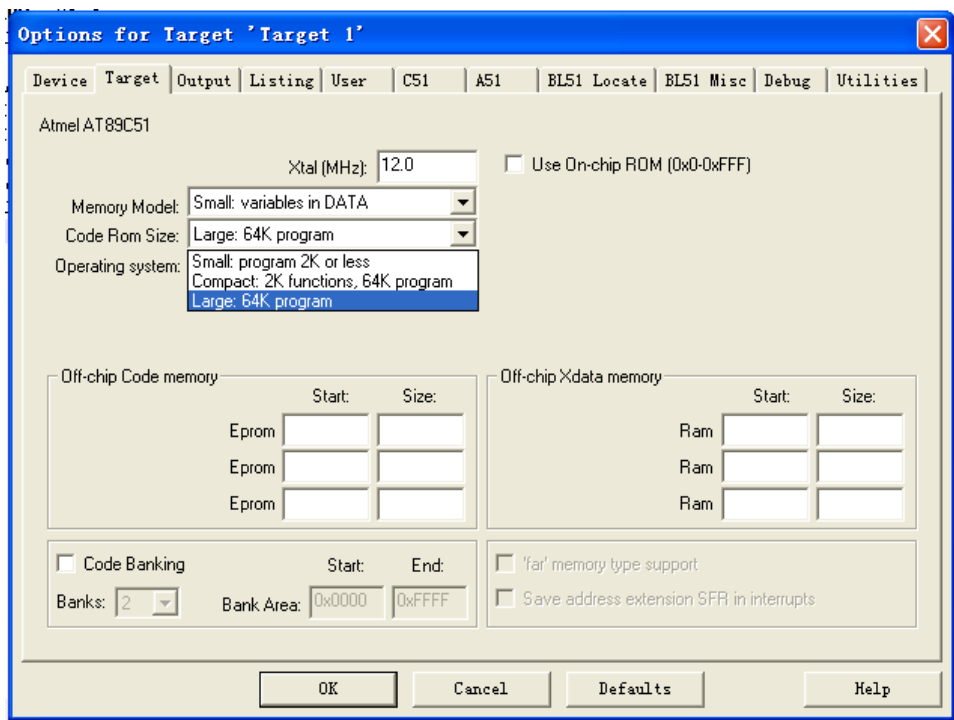 Options for Target 'Target 1'
Device Target Output Listing User C51 A51 BL51 Locate BL51 Misc Debug Utilities
Atmel AT89C51
Xtal (MHz): 12.0 Use On-chip ROM (0x0-0xFFF)
Memory Model: Small: variables in DATA
Code Rom Size: Large: 64K program
Operating system: Small: program 2K or less
Compact: 2K functions, 64K program
Large: 64K program
Off-chip Code memory Off-chip Xdata memory
Start: Size: Start: Size:
Eprom Ram
Eprom Ram
Eprom Ram
Code Banking Start: End: 'far' memory type support
Banks: 2 Bank Area: 0x0000 0xFFFF Save address extension SFR in interrupts
OK Cancel Defaults Help